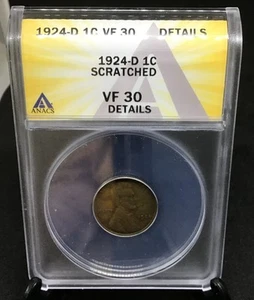 1924-D 1C VF 30 DETAILS
1924-D 1C
SCRATCHED
ANACS
VF 30
DETAILS